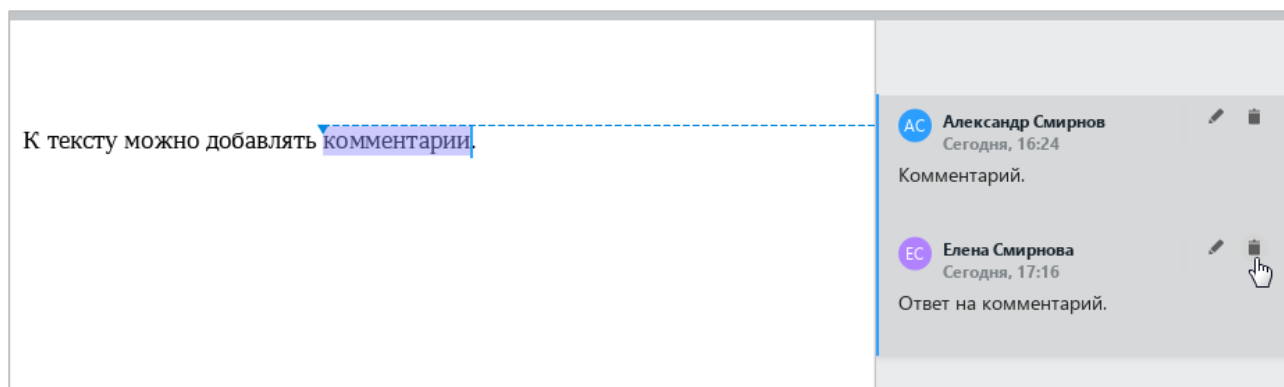 К тексту можно добавлять комментарии.
АС
Александр Смирнов
Сегодня, 16:24
Комментарий.
ЕС
Елена Смирнова
Сегодня, 17:16
Ответ на комментарий.